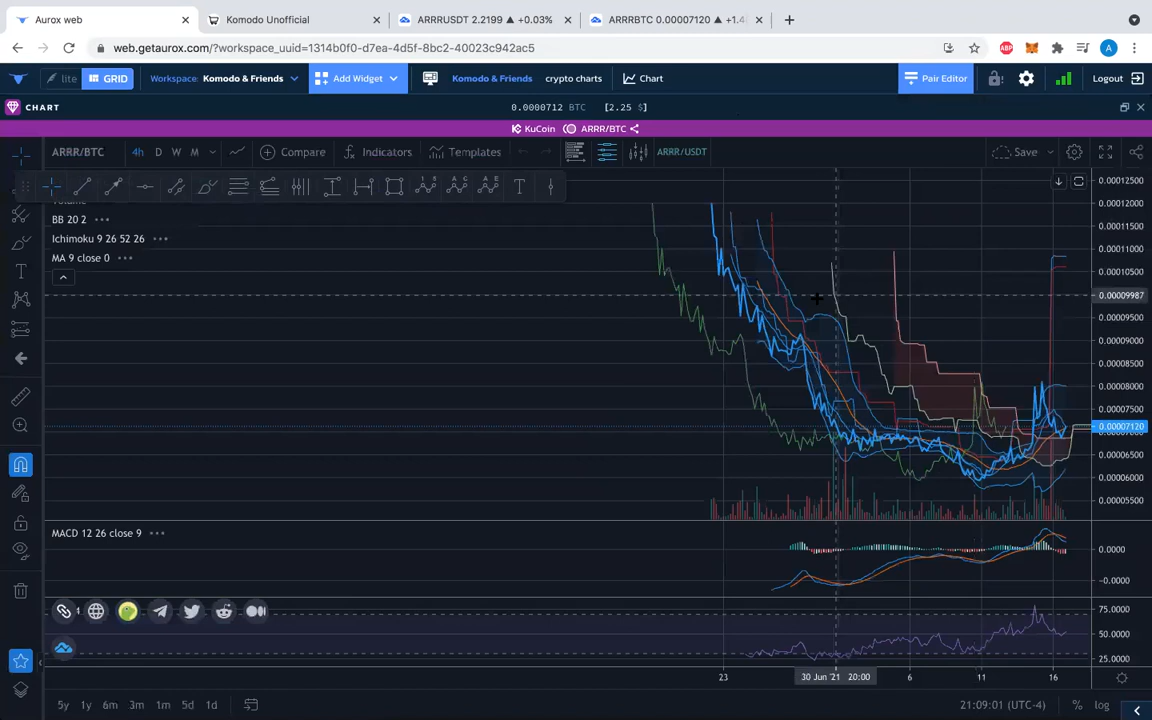 Aurox web
Komodo Unofficial
ARRRUSDT 2.2199 ▲ +0.03%
ARRRBTC 0.00007120 ▲ +1.4
web.getaurox.com/?workspace_uuid=1314b0f0-d7ea-4d5f-8bc2-40023c942ac5
ABP
A
lite
GRID
Workspace: Komodo & Friends
Add Widget
Komodo & Friends
crypto charts
Chart
Pair Editor
Logout
CHART
0.0000712 BTC [2.25 $]
KuCoin ARRR/BTC
ARRR/BTC
4h D W M
Compare
Indicators
Templates
ARRR/USDT
Save
BB 20 2
Ichimoku 9 26 52 26
MA 9 close 0
0.00012500
0.00012000
0.00011500
0.00011000
0.00010500
0.00009987
0.00009500
0.00009000
0.00008500
0.00008000
0.00007500
0.00007120
0.00006500
0.00006000
0.00005500
MACD 12 26 close 9
0.0000
-0.0000
4
75.0000
50.0000
25.0000
23
30 Jun '21 20:00
6
11
16
5y 1y 6m 3m 1m 5d 1d
21:09:01 (UTC-4)
% log